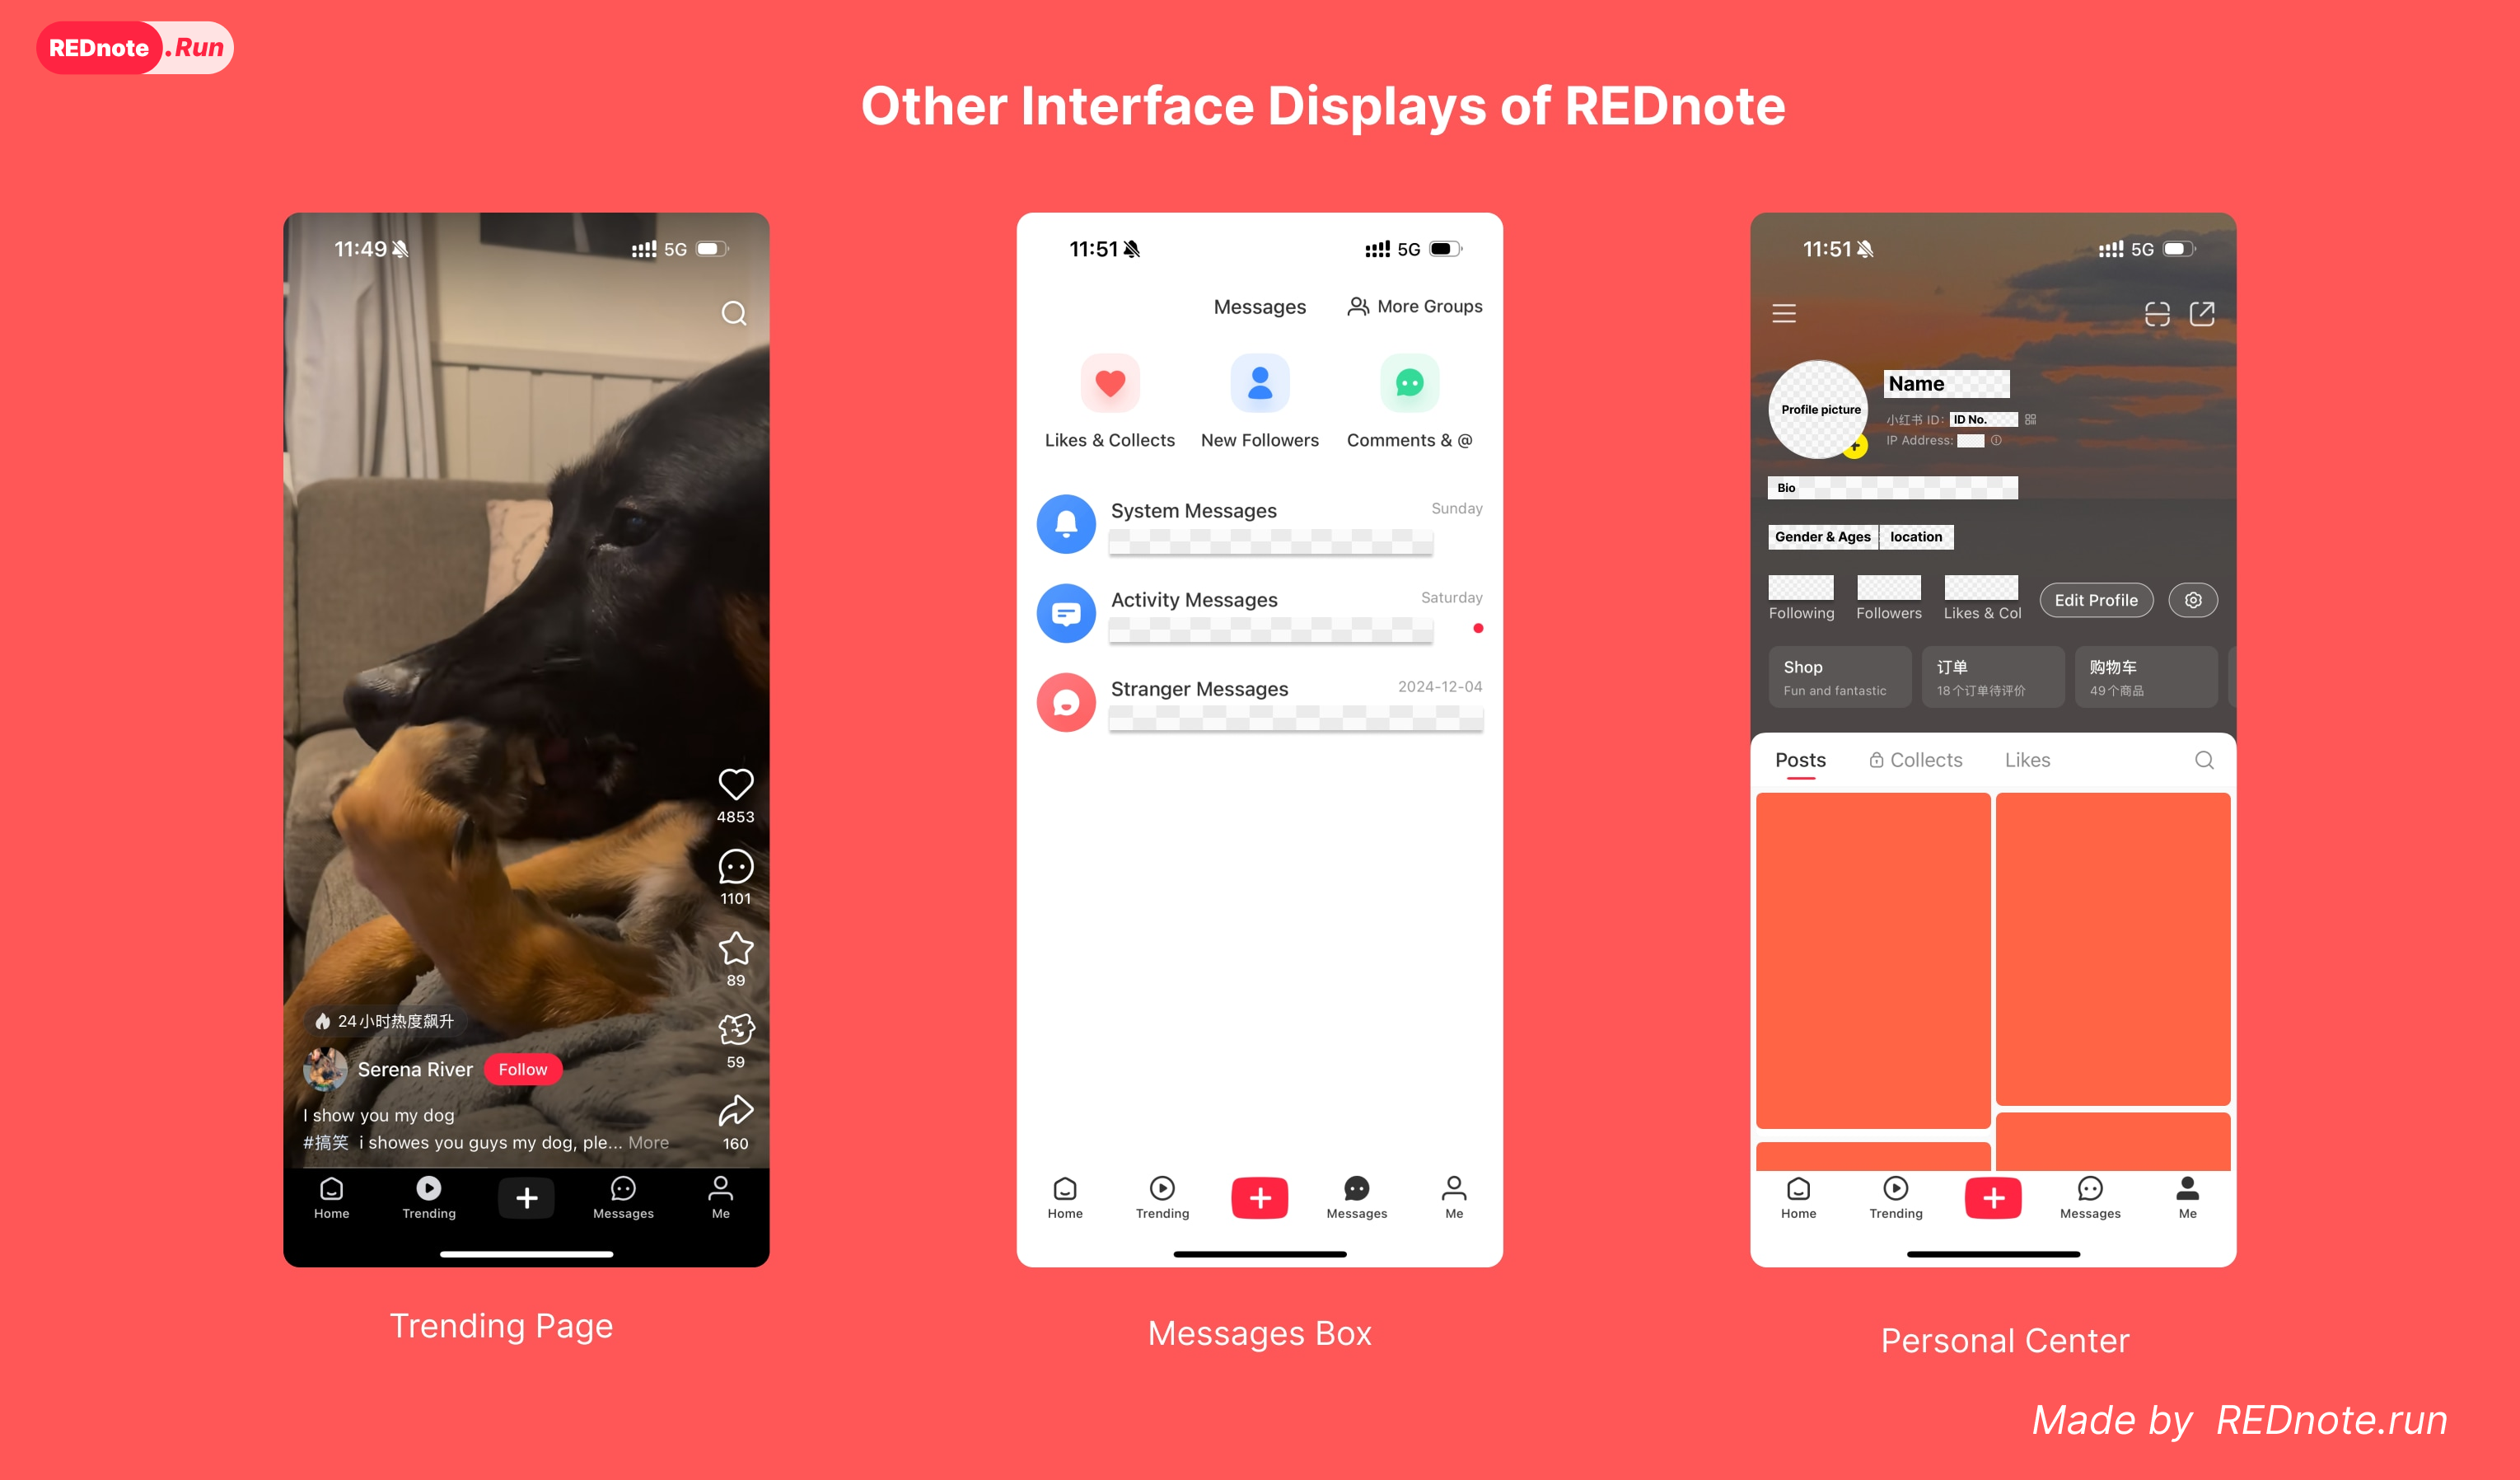 REDnote.Run
Other Interface Displays of REDnote
11:49 5G
4853
1101
89
59
160
24小时热度飙升
Serena River Follow
I show you my dog
#搞笑 i showes you guys my dog, ple... More
Home Trending Messages Me
Trending Page
11:51 5G
Messages More Groups
Likes & Collects New Followers Comments & @
System Messages Sunday
Activity Messages Saturday
Stranger Messages 2024-12-04
Home Trending Messages Me
Messages Box
11:51 5G
Profile picture
Name
小红书 ID: ID No.
IP Address:
Bio
Gender & Ages location
Following Followers Likes & Col Edit Profile
Shop 订单 购物车
Fun and fantastic 18个订单待评价 49个商品
Posts Collects Likes
Home Trending Messages Me
Personal Center
Made by REDnote.run